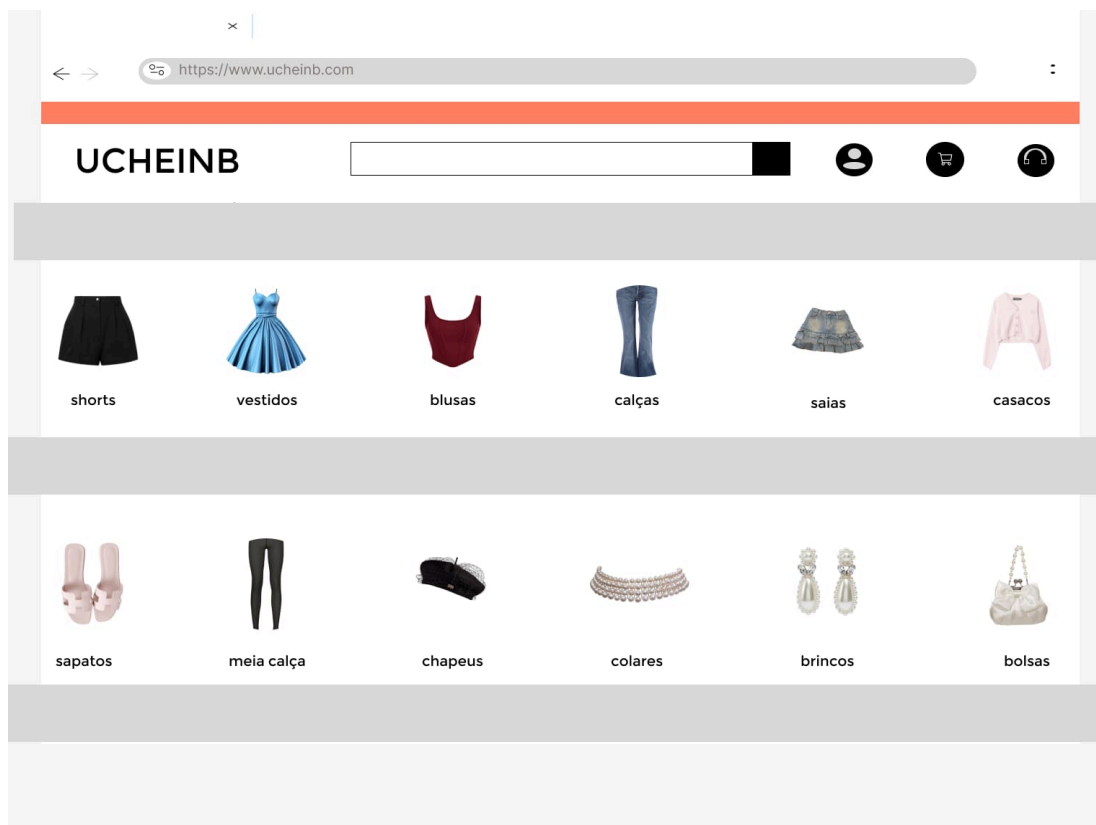 ×
https://www.ucheinb.com
UCHEINB
shorts vestidos blusas calças saias casacos
sapatos meia calça chapeus colares brincos bolsas